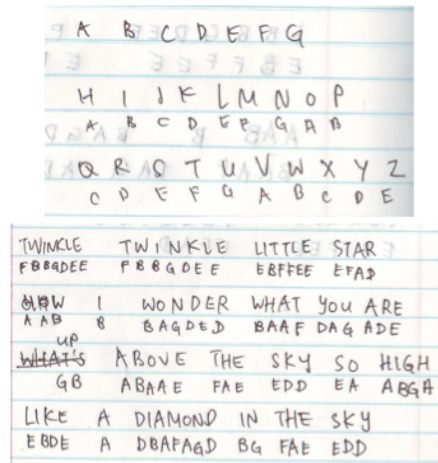 A B C D E F G
H I J K L M N O P
A B C D E F G A B
Q R S T U V W X Y Z
C D E F G A B C D E
TWINKLE TWINKLE LITTLE STAR
FBBGDEE FBBGDEE EBFFEE EFAD
HOW I WONDER WHAT YOU ARE
AAB B BAGDED BAAF DAG ADE
UP
WHAT'S ABOVE THE SKY SO HIGH
GB ABAAE FAE EDD EA ABGA
LIKE A DIAMOND IN THE SKY
EBDE A DBAFAGD BG FAE EDD